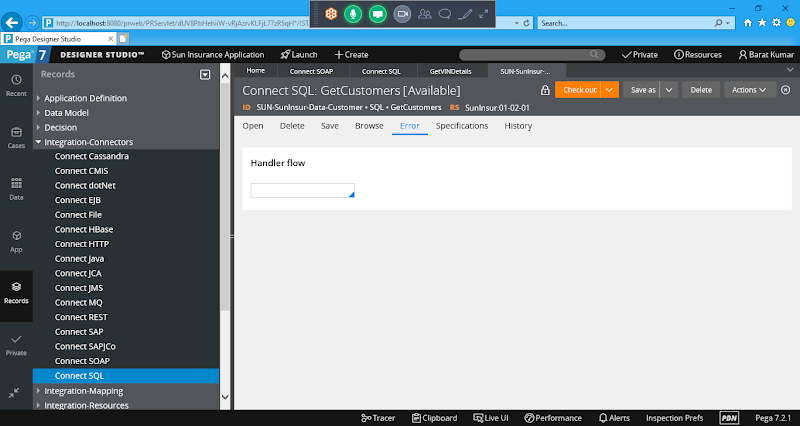 http://localhost:8080/prweb/PRServlet/
Search...
Pega Designer Studio
Pega 7 DESIGNER STUDIO™ Sun Insurance Application Launch + Create Private Resources Barat Kumar
Records
Home Connect SOAP Connect SQL GetVINDetails SUN-SunInsur-...
Connect SQL: GetCustomers [Available]
Check out Save as Delete Actions
ID SUN-SunInsur-Data-Customer • SQL • GetCustomers RS SunInsur:01-02-01
Open Delete Save Browse Error Specifications History
Handler flow
Recent
Cases
Data
App
Records
Private
Application Definition
Data Model
Decision
Integration-Connectors
Connect Cassandra
Connect CMIS
Connect dotNet
Connect EJB
Connect File
Connect HBase
Connect HTTP
Connect Java
Connect JCA
Connect JMS
Connect MQ
Connect REST
Connect SAP
Connect SAPJCo
Connect SOAP
Connect SQL
Integration-Mapping
Integration-Resources
Tracer Clipboard Live UI Performance Alerts Inspection Prefs PDN Pega 7.2.1